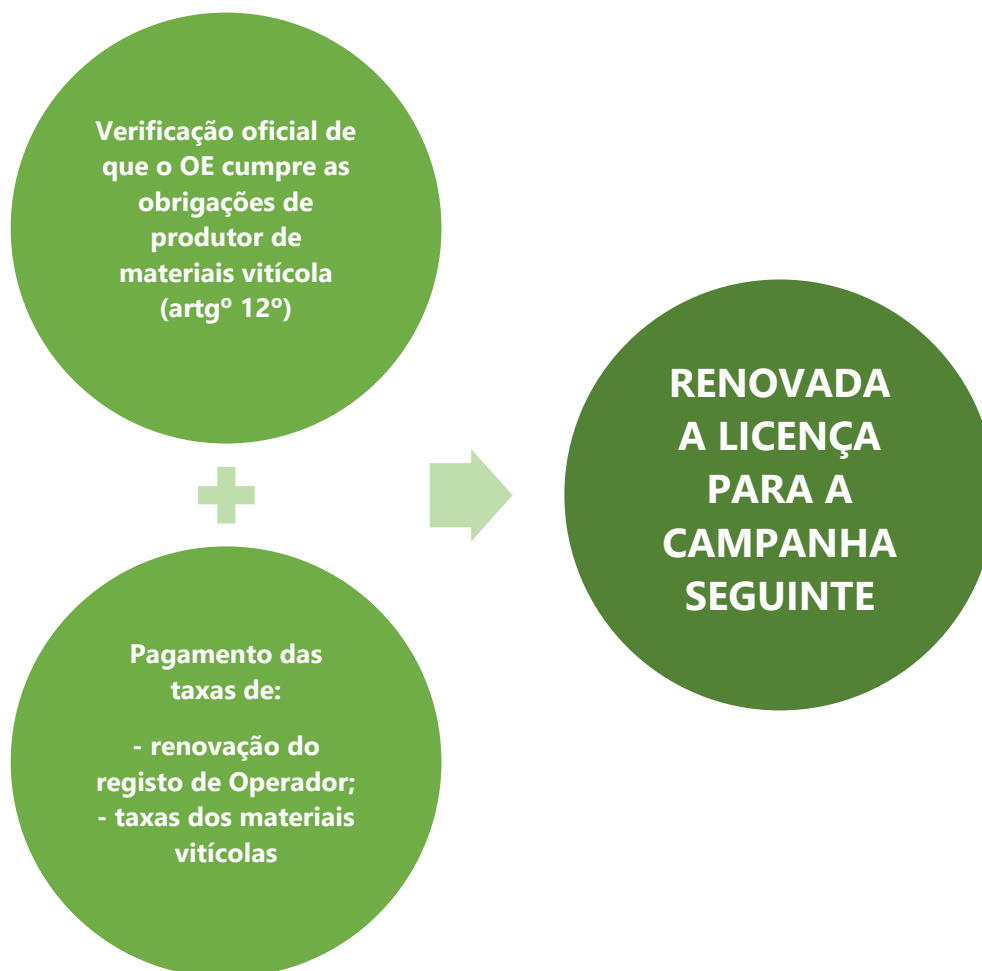 Verificação oficial de
que o OE cumpre as
obrigações de
produtor de
materiais vitícola
(artgº 12º)
Pagamento das
taxas de:
- renovação do
registo de Operador;
- taxas dos materiais
vitícolas
RENOVADA
A LICENÇA
PARA A
CAMPANHA
SEGUINTE